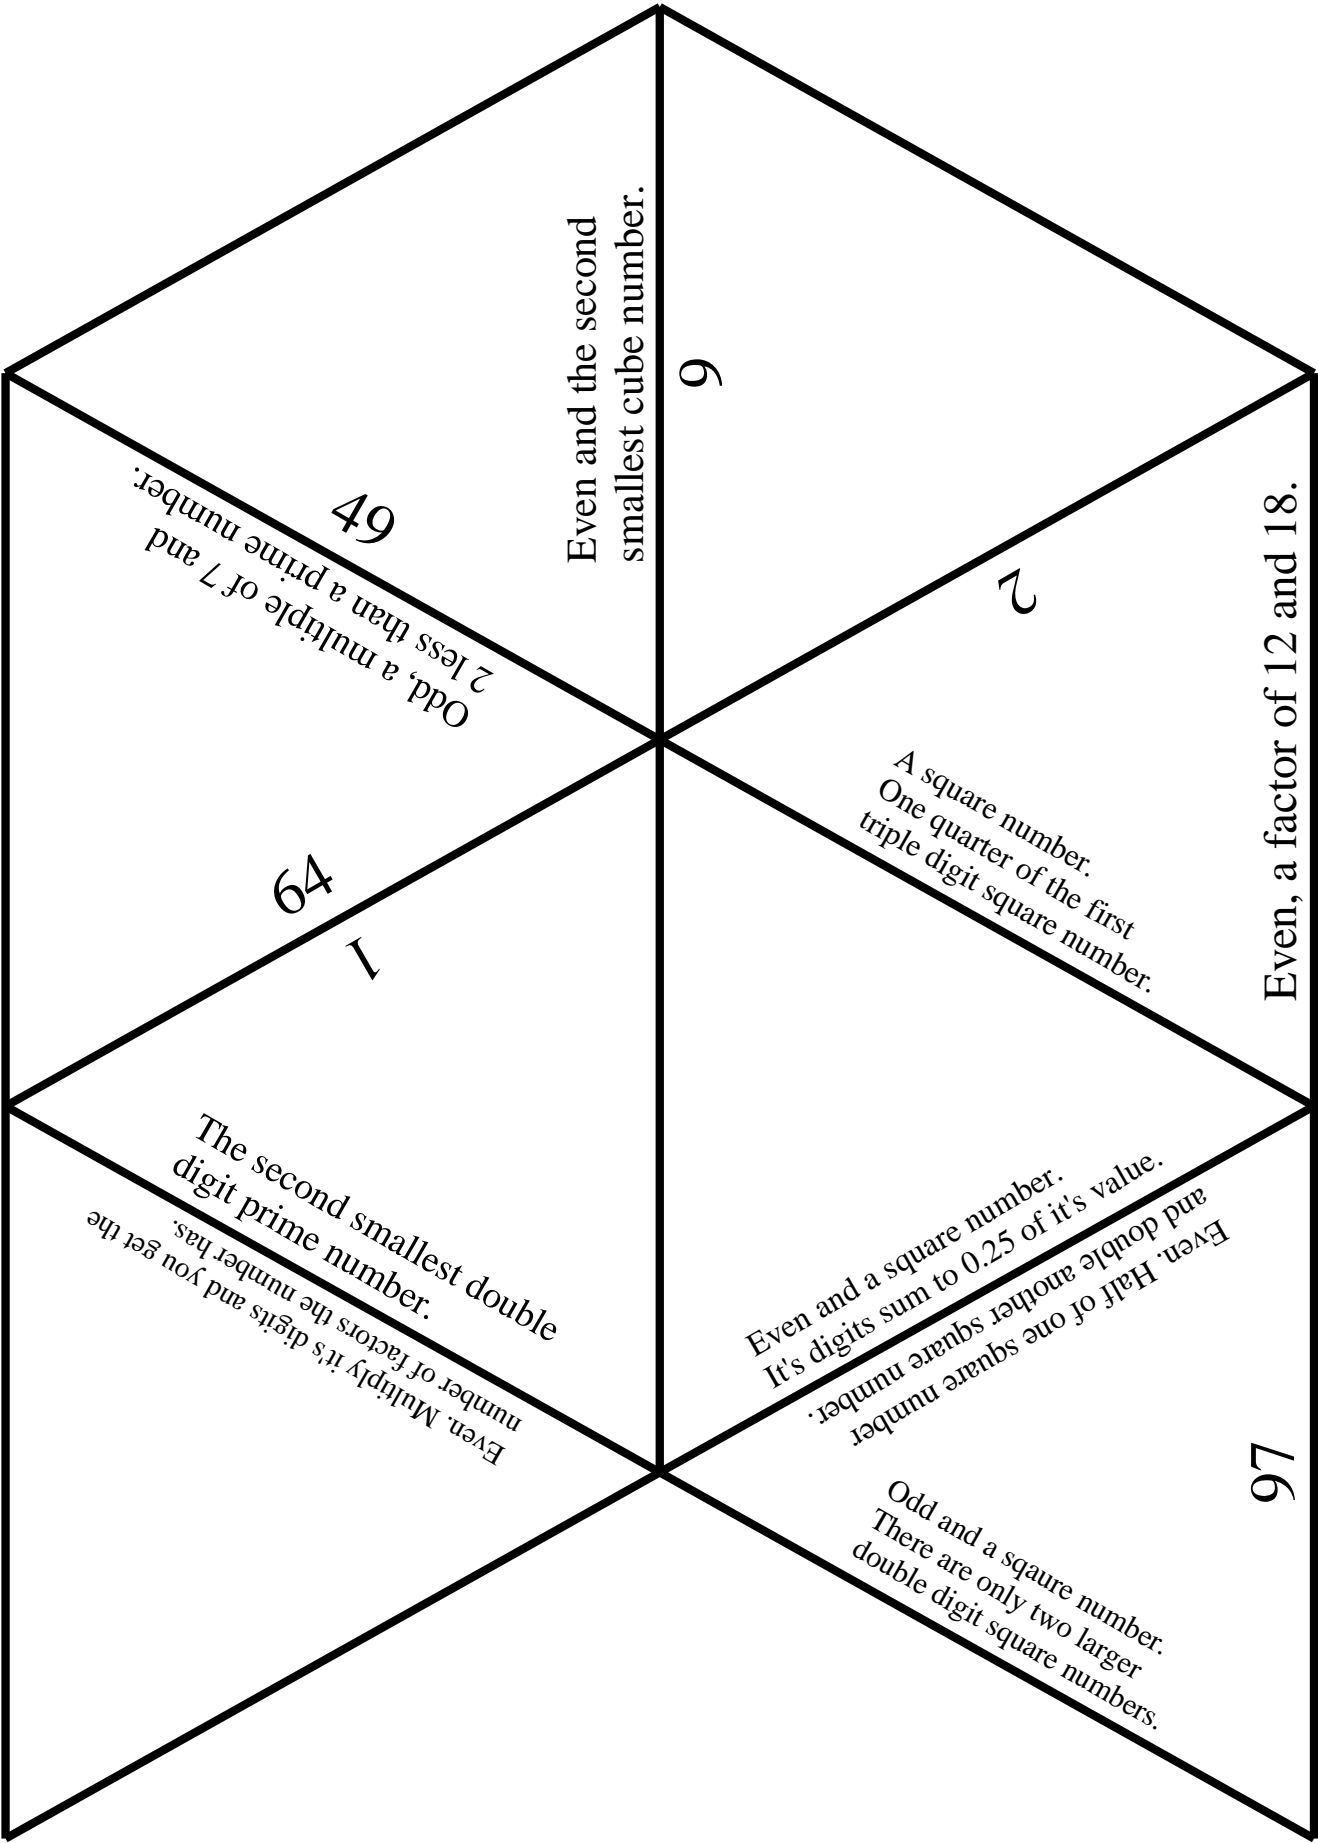 Even and the second
smallest cube number.
6
49
Odd, a multiple of 7 and
2 less than a prime number.
2
Even, a factor of 12 and 18.
A square number.
One quarter of the first
triple digit square number.
64
1
The second smallest double
digit prime number.
Even. Multiply it's digits and you get the
number of factors the number has.
Even and a square number.
It's digits sum to 0.25 of it's value.
Even. Half of one square number
and double another square number.
97
Odd and a sqaure number.
There are only two larger
double digit square numbers.